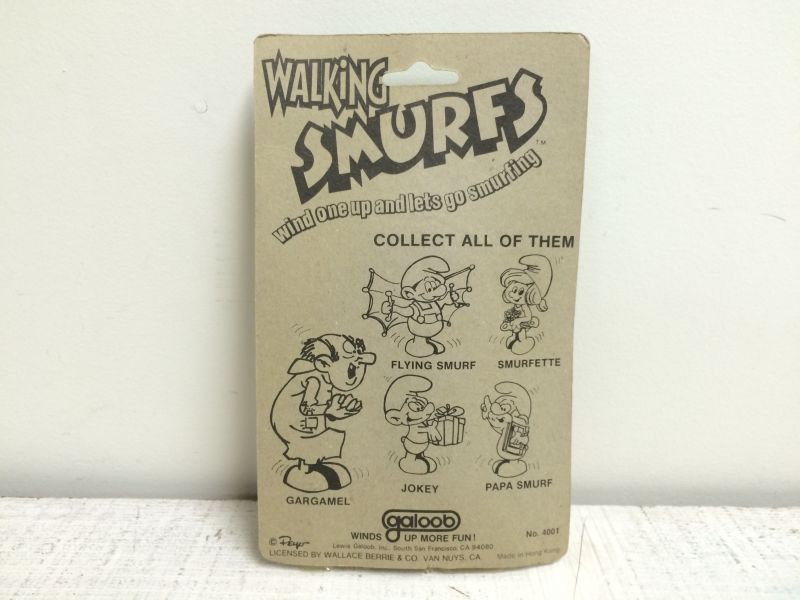 WALKiNG
SMURFS™
wind one up and lets go smurfing
COLLECT ALL OF THEM
FLYING SMURF
SMURFETTE
GARGAMEL
JOKEY
PAPA SMURF
galoob
WINDS UP MORE FUN!
No. 4001
© Peyo
Lewis Galoob, Inc. South San Francisco, CA 94080
LICENSED BY WALLACE BERRIE & CO. VAN NUYS, CA.
Made in Hong Kong